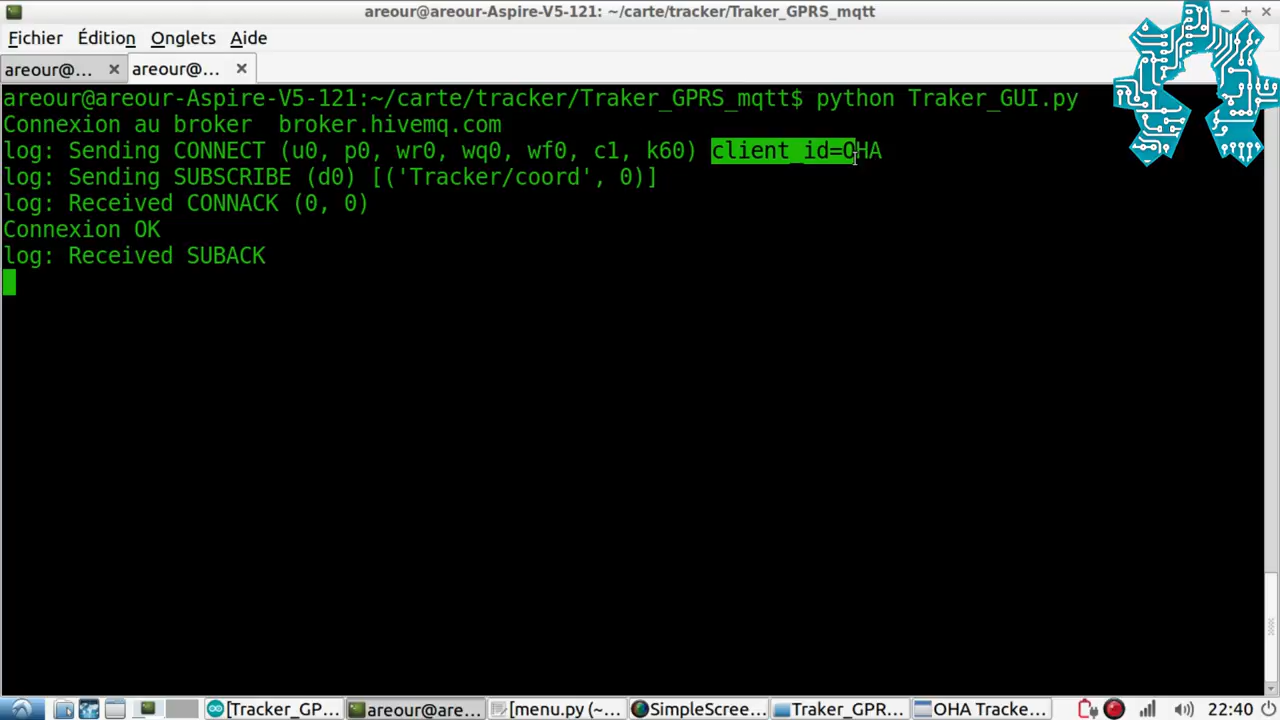 areour@areour-Aspire-V5-121: ~/carte/tracker/Traker_GPRS_mqtt
Fichier Édition Onglets Aide
areour@... areour@...
areour@areour-Aspire-V5-121:~/carte/tracker/Traker_GPRS_mqtt$ python Traker_GUI.py
Connexion au broker  broker.hivemq.com
log: Sending CONNECT (u0, p0, wr0, wq0, wf0, c1, k60) client_id=OHA
log: Sending SUBSCRIBE (d0) [('Tracker/coord', 0)]
log: Received CONNACK (0, 0)
Connexion OK
log: Received SUBACK
[Tracker_GP... areour@are... [menu.py (~... SimpleScree... Traker_GPR... OHA Tracke... 22:40